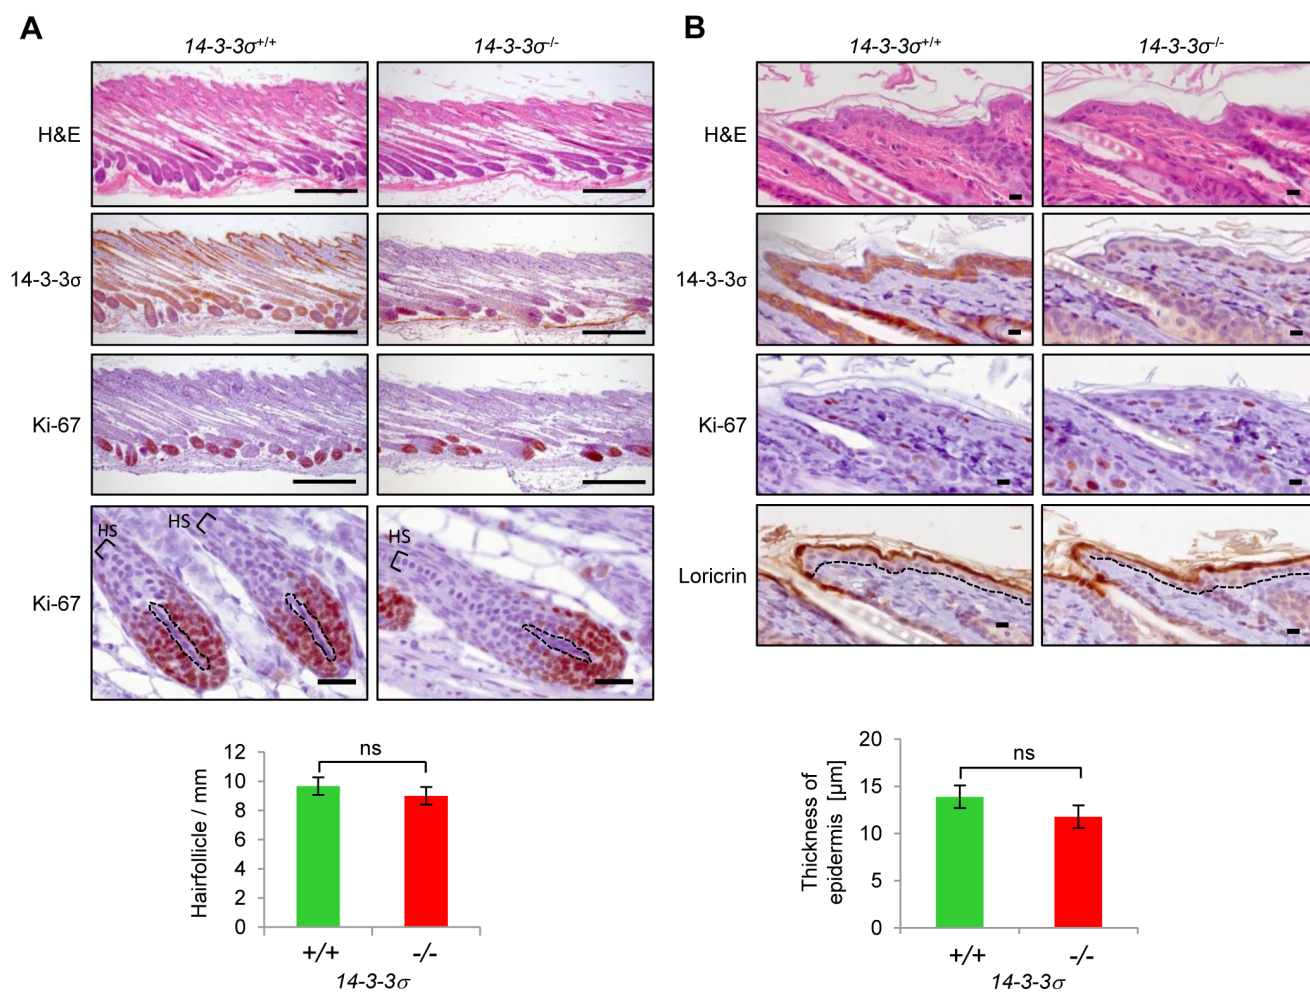 A
14-3-3σ+/+
14-3-3σ-/-
H&E
14-3-3σ
Ki-67
Ki-67
HS
HS
HS
12
10
8
6
4
2
0
Hairfollicle / mm
ns
+/+
-/-
14-3-3σ
B
14-3-3σ+/+
14-3-3σ-/-
H&E
14-3-3σ
Ki-67
Loricrin
20
15
10
5
0
Thickness of
epidermis [µm]
ns
+/+
-/-
14-3-3σ